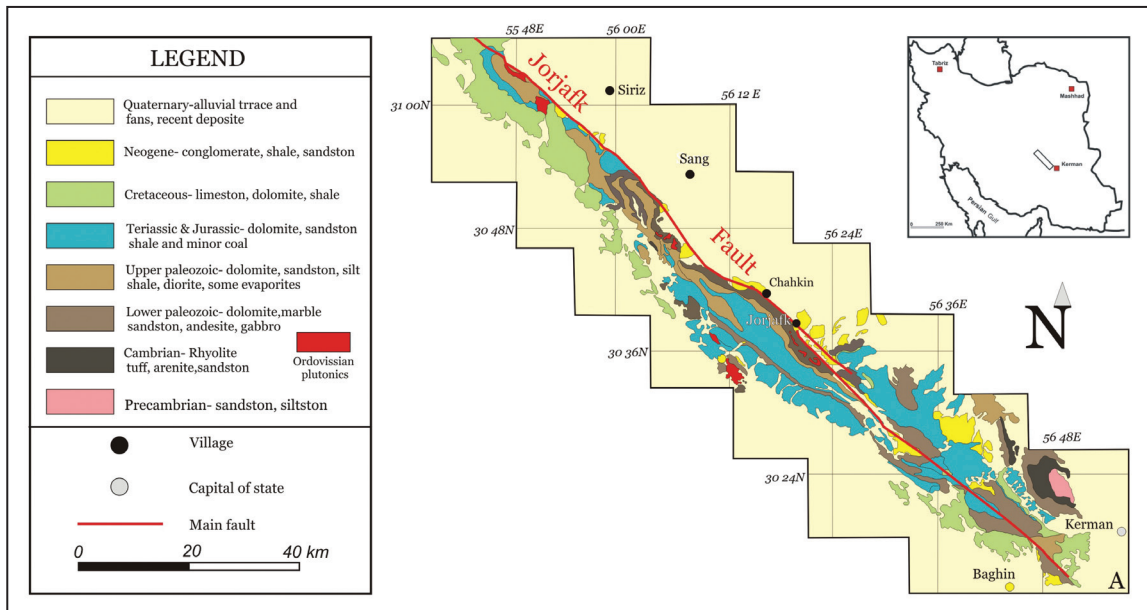 LEGEND
Quaternary-alluvial trrace and
fans, recent deposite
Neogene- conglomerate, shale, sandston
Cretaceous- limeston, dolomite, shale
Teriassic & Jurassic- dolomite, sandston
shale and minor coal
Upper paleozoic- dolomite, sandston, silt
shale, diorite, some evaporites
Lower paleozoic- dolomite,marble
sandston, andesite, gabbro
Ordovissian
plutonics
Cambrian- Rhyolite
tuff, arenite,sandston
Precambrian- sandston, siltston
Village
Capital of state
Main fault
0 20 40 km
55 48E
56 00E
56 12 E
56 24E
56 36E
56 48E
31 00N
30 48N
30 36N
30 24N
Jorjafk
Fault
Siriz
Sang
Chahkin
Jorjafk
Kerman
Baghin
A
N
Tabriz
Mashhad
Kerman
Persian Gulf
0 250 Km